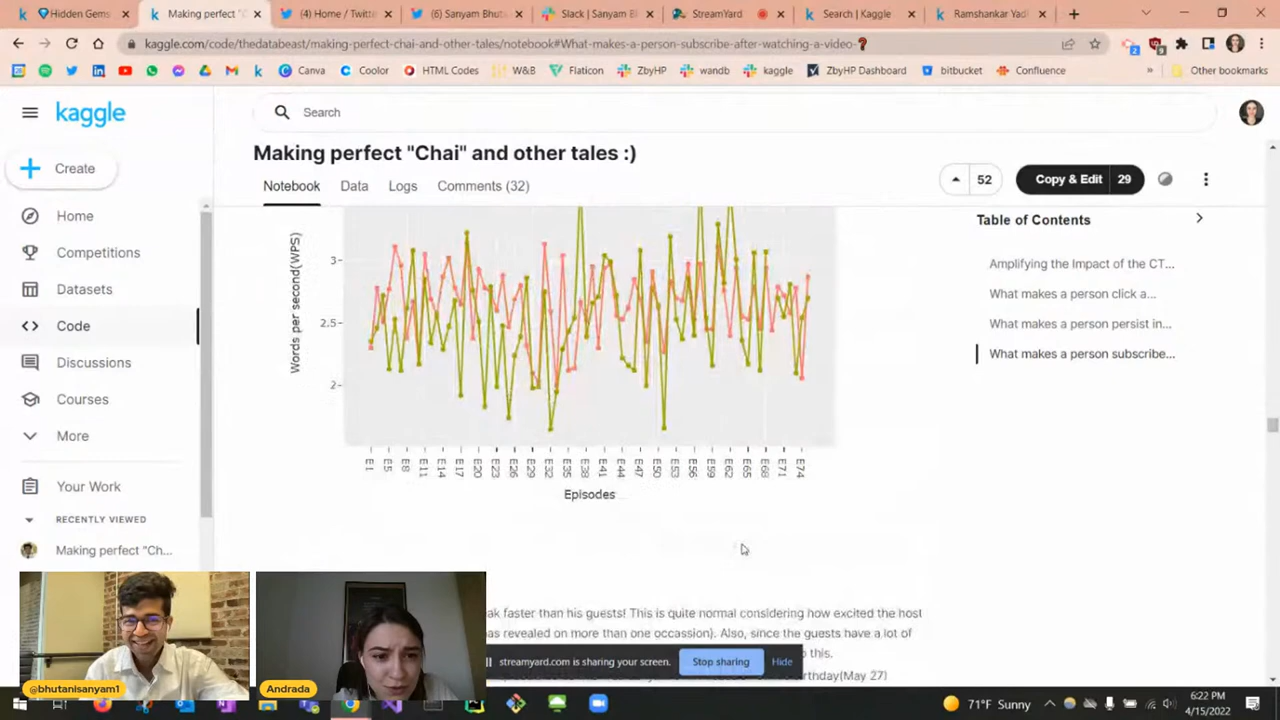 Hidden Gems
Making perfect "C
(4) Home / Twitte
(6) Sanyam Bhut
Slack | Sanyam B
StreamYard
Search | Kaggle
Ramshankar Yad
kaggle.com/code/thedatabeast/making-perfect-chai-and-other-tales/notebook#What-makes-a-person-subscribe-after-watching-a-video-❓
Canva
Coolor
HTML Codes
W&B
Flaticon
ZbyHP
wandb
kaggle
ZbyHP Dashboard
bitbucket
Confluence
»
Other bookmarks
kaggle
Search
Create
Making perfect "Chai" and other tales :)
Notebook
Data
Logs
Comments (32)
52
Copy & Edit
29
Home
Competitions
Datasets
Code
Discussions
Courses
More
Your Work
RECENTLY VIEWED
Making perfect "Ch...
Table of Contents
Amplifying the Impact of the CT...
What makes a person click a...
What makes a person persist in...
What makes a person subscribe...
Words per second(WPS)
3
2.5
2
E1 E5 E8 E11 E14 E17 E20 E23 E26 E29 E32 E35 E38 E41 E44 E47 E50 E53 E56 E59 E62 E65 E68 E71 E74
Episodes
ak faster than his guests! This is quite normal considering how excited the host
as revealed on more than one occassion). Also, since the guests have a lot of
this.
streamyard.com is sharing your screen.
Stop sharing
Hide
irthday(May 27)
@bhutanisanyam1
Andrada
71°F Sunny
6:22 PM
4/15/2022